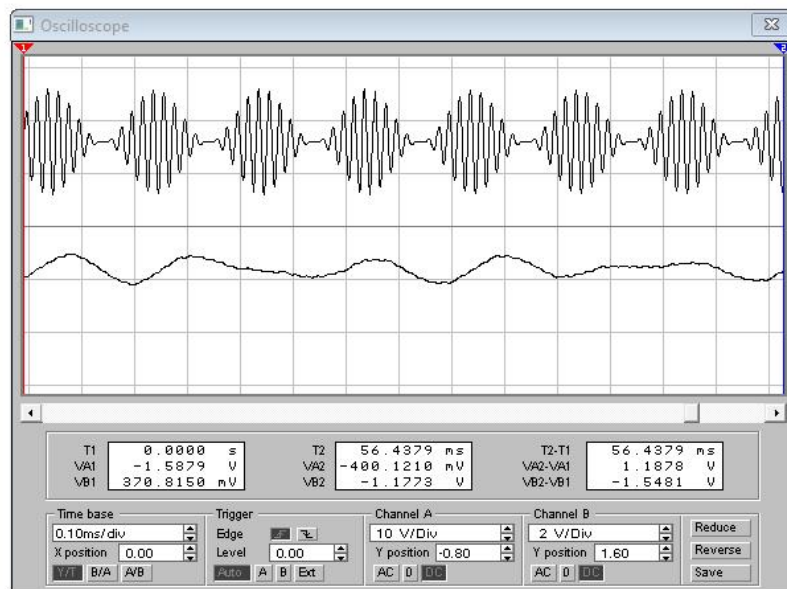 Oscilloscope
1 2
T1 0.0000 s T2 56.4379 ms T2-T1 56.4379 ms
VA1 -1.5879 V VA2 -400.1210 mV VA2-VA1 1.1878 V
VB1 370.8150 mV VB2 -1.1773 V VB2-VB1 -1.5481 V
Time base Trigger Channel A Channel B
0.10ms/div Edge 10 V/Div 2 V/Div Reduce
X position 0.00 Level 0.00 Y position -0.80 Y position 1.60 Reverse
Y/T B/A A/B Auto A B Ext AC 0 DC AC 0 DC Save